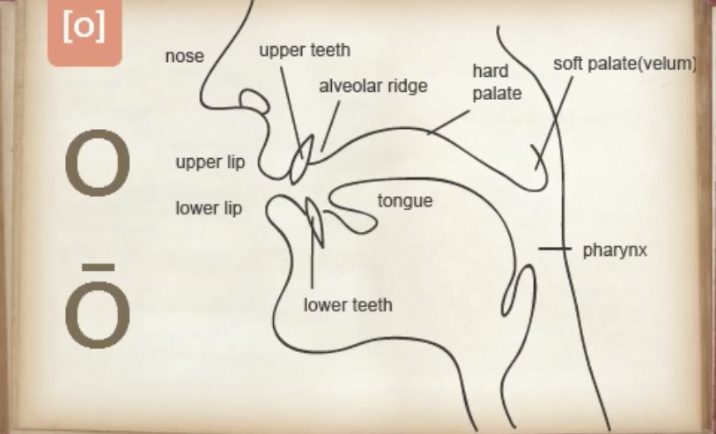 [o]
o
ō
nose
upper teeth
alveolar ridge
hard
palate
soft palate(velum)
upper lip
lower lip
tongue
pharynx
lower teeth